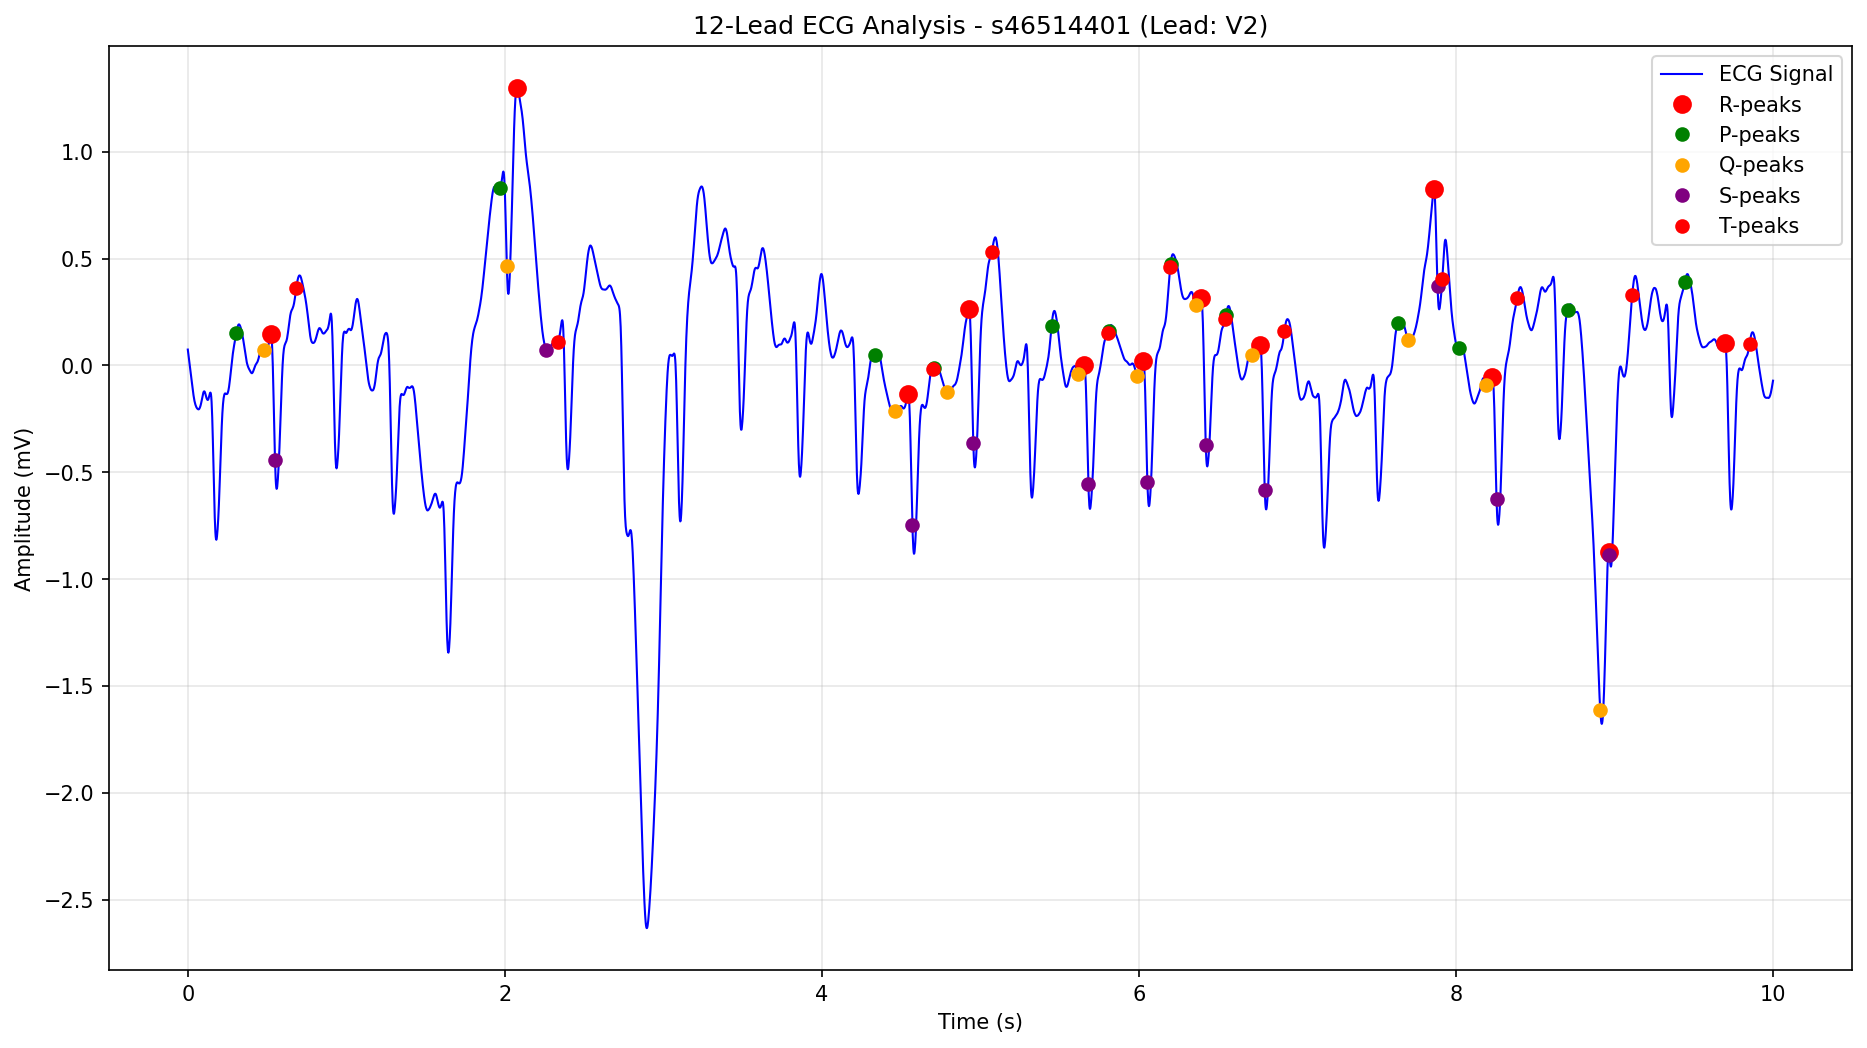 12-Lead ECG Analysis - s46514401 (Lead: V2)
ECG Signal
R-peaks
P-peaks
Q-peaks
S-peaks
T-peaks
Amplitude (mV)
1.0
0.5
0.0
−0.5
−1.0
−1.5
−2.0
−2.5
0 2 4 6 8 10
Time (s)